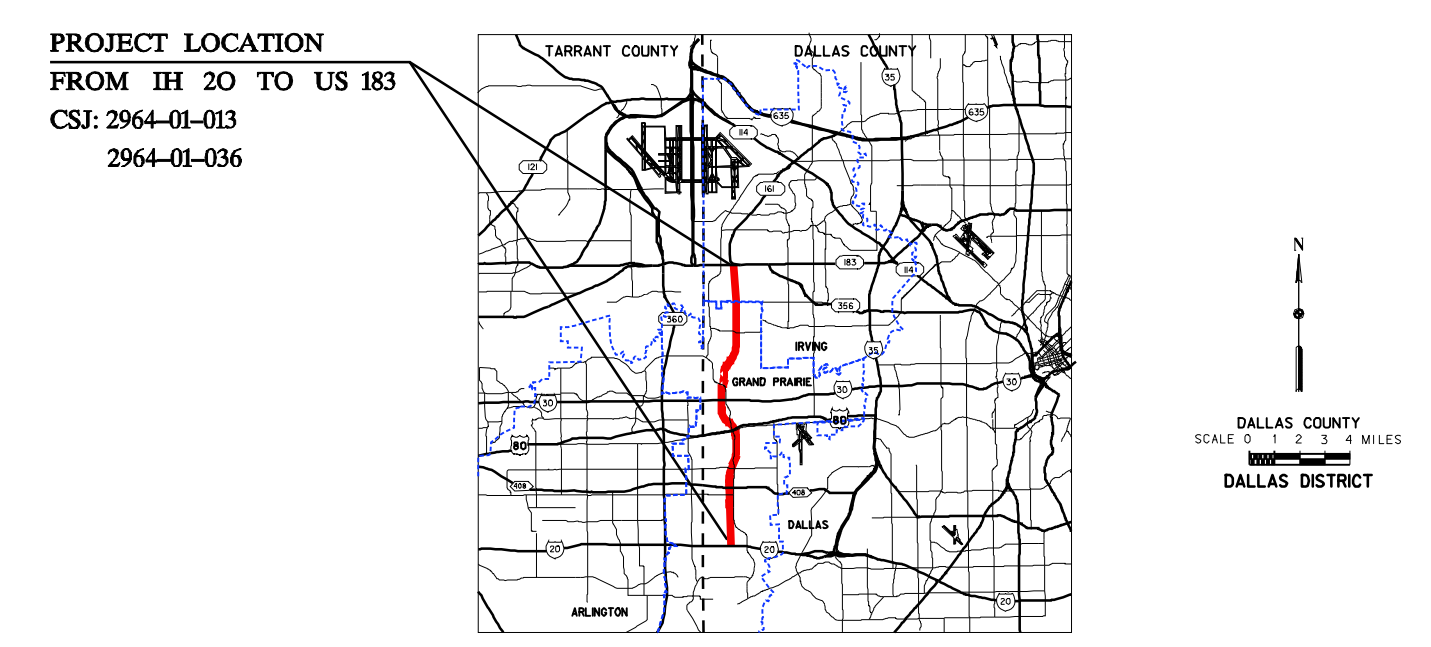 PROJECT LOCATION
FROM IH 2O TO US 183
CSJ: 2964-01-013
2964-01-036
TARRANT COUNTY
DALLAS COUNTY
35
635
635
114
121
161
183
114
356
360
IRVING
35
GRAND PRAIRIE
30
30
30
80
80
408
408
DALLAS
20
20
20
ARLINGTON
N
DALLAS COUNTY
SCALE 0 1 2 3 4 MILES
DALLAS DISTRICT